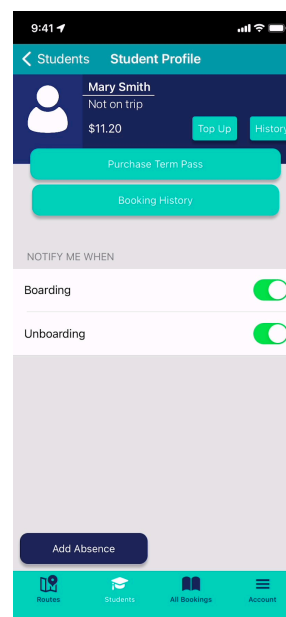 9:41
Students Student Profile
Mary Smith
Not on trip
$11.20 Top Up History
Purchase Term Pass
Booking History
NOTIFY ME WHEN
Boarding
Unboarding
Add Absence
Routes Students All Bookings Account